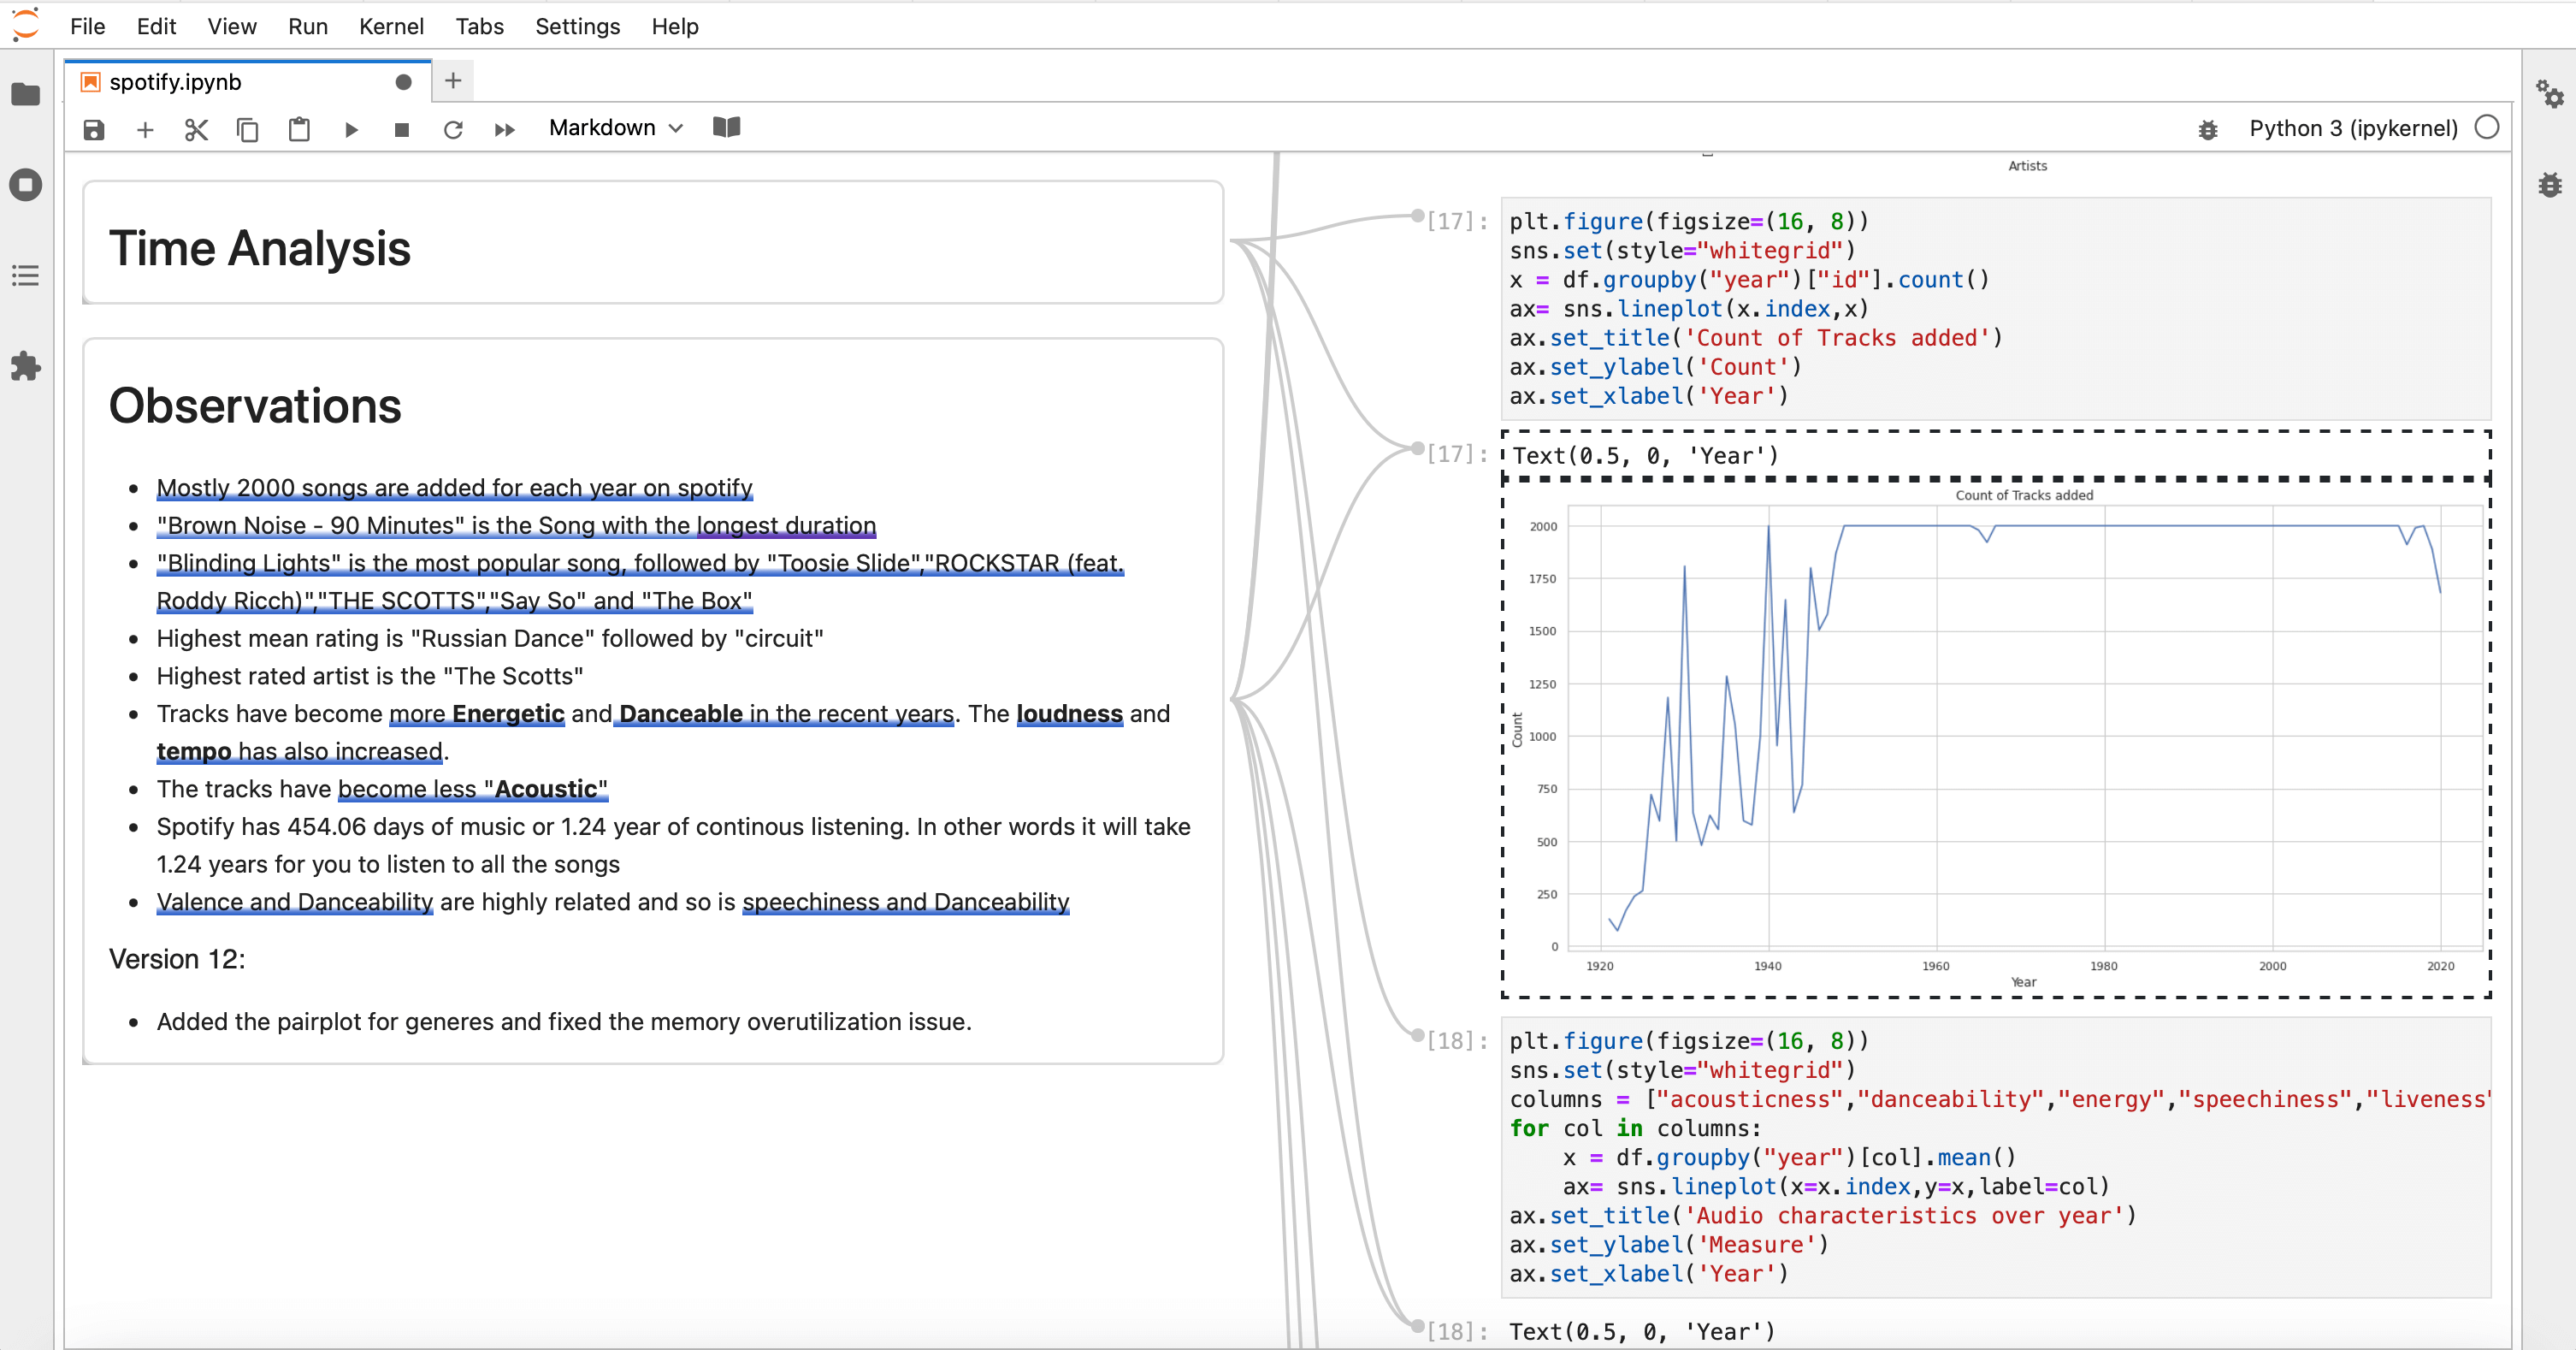 File Edit View Run Kernel Tabs Settings Help
spotify.ipynb
Markdown
Python 3 (ipykernel)
Time Analysis
Observations
Mostly 2000 songs are added for each year on spotify
"Brown Noise - 90 Minutes" is the Song with the longest duration
"Blinding Lights" is the most popular song, followed by "Toosie Slide","ROCKSTAR (feat.
Roddy Ricch)","THE SCOTTS","Say So" and "The Box"
Highest mean rating is "Russian Dance" followed by "circuit"
Highest rated artist is the "The Scotts"
Tracks have become more Energetic and Danceable in the recent years. The loudness and
tempo has also increased.
The tracks have become less "Acoustic"
Spotify has 454.06 days of music or 1.24 year of continous listening. In other words it will take
1.24 years for you to listen to all the songs
Valence and Danceability are highly related and so is speechiness and Danceability
Version 12:
Added the pairplot for generes and fixed the memory overutilization issue.
Artists
[17]:
plt.figure(figsize=(16, 8))
sns.set(style="whitegrid")
x = df.groupby("year")["id"].count()
ax= sns.lineplot(x.index,x)
ax.set_title('Count of Tracks added')
ax.set_ylabel('Count')
ax.set_xlabel('Year')
[17]:
Text(0.5, 0, 'Year')
Count of Tracks added
2000
1750
1500
1250
1000
750
500
250
0
Count
1920 1940 1960 1980 2000 2020
Year
[18]:
plt.figure(figsize=(16, 8))
sns.set(style="whitegrid")
columns = ["acousticness","danceability","energy","speechiness","liveness"
for col in columns:
    x = df.groupby("year")[col].mean()
    ax= sns.lineplot(x=x.index,y=x,label=col)
ax.set_title('Audio characteristics over year')
ax.set_ylabel('Measure')
ax.set_xlabel('Year')
[18]:
Text(0.5, 0, 'Year')